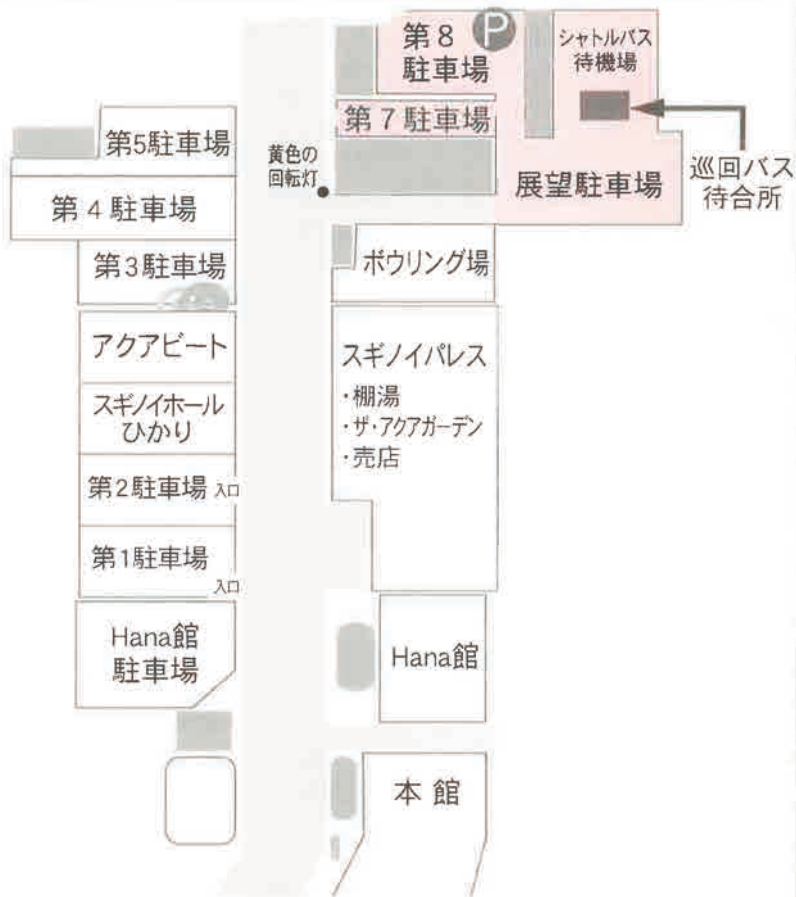 第8
駐車場
P
シャトルバス
待機場
第7駐車場
巡回バス
待合所
展望駐車場
黄色の
回転灯
第5駐車場
第4駐車場
第3駐車場
ボウリング場
アクアビート
スギノイパレス
・棚湯
・ザ・アクアガーデン
・売店
スギノイホール
ひかり
第2駐車場 入口
第1駐車場
入口
Hana館
駐車場
Hana館
本館